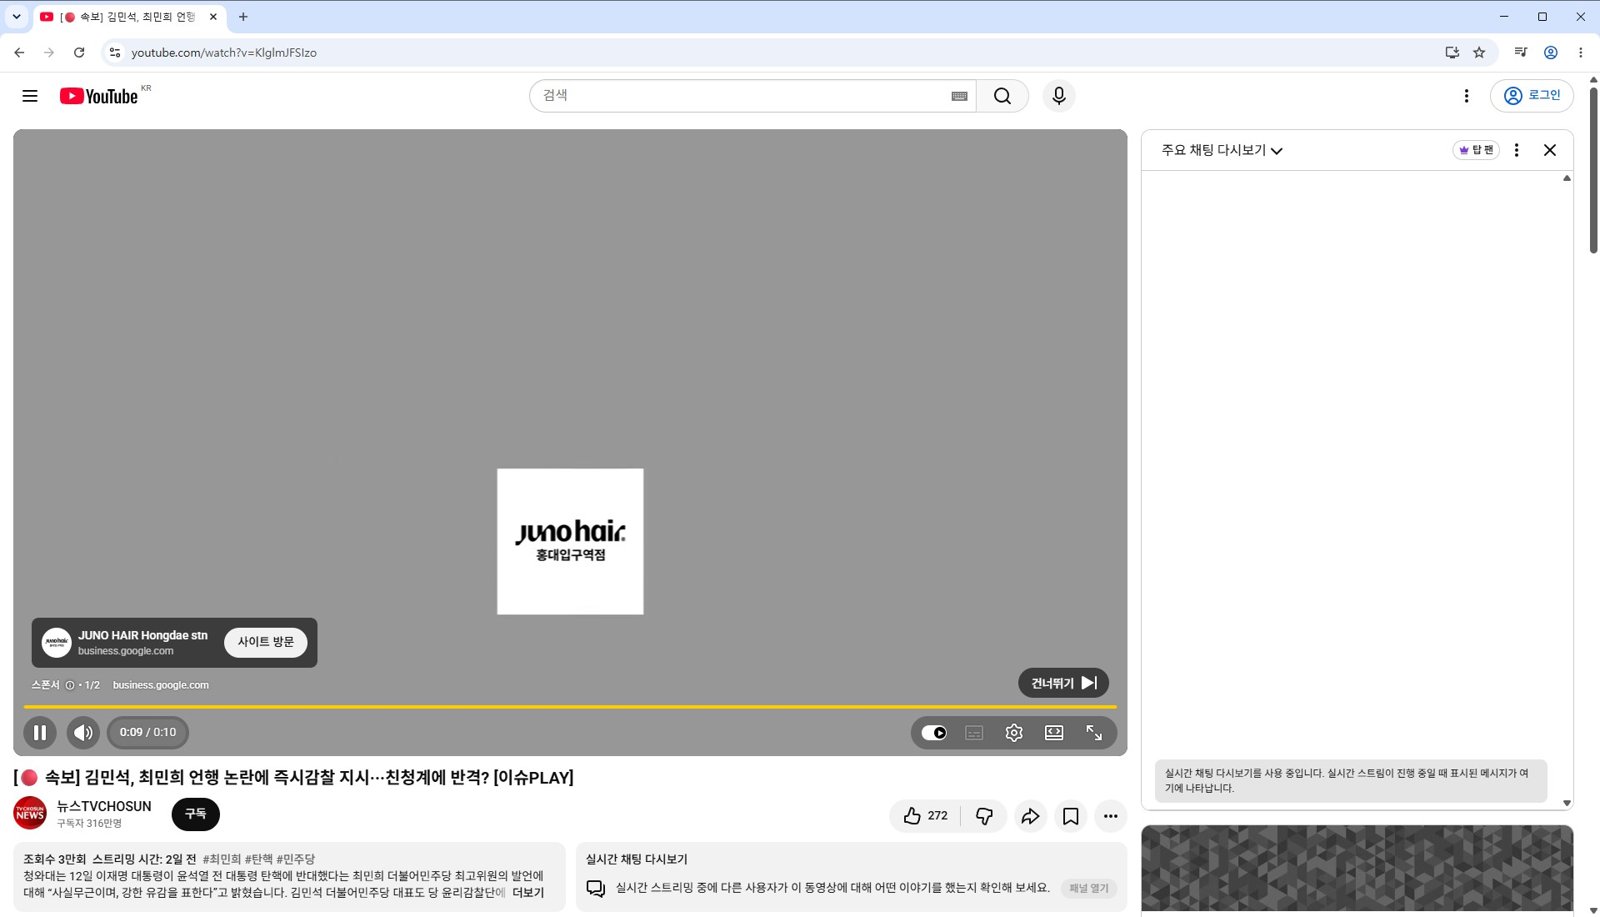 [🔴 속보] 김민석, 최민희 언행
youtube.com/watch?v=KlglmJFSIzo
YouTube KR
검색
로그인
주요 채팅 다시보기
탑 팬
JUNO hair.
홍대입구역점
JUNO HAIR Hongdae stn
business.google.com
사이트 방문
스폰서 ⓘ • 1/2 business.google.com
건너뛰기
0:09 / 0:10
실시간 채팅 다시보기를 사용 중입니다. 실시간 스트림이 진행 중일 때 표시된 메시지가 여
기에 나타납니다.
[🔴 속보] 김민석, 최민희 언행 논란에 즉시감찰 지시…친청계에 반격? [이슈PLAY]
TVCHOSUN
NEWS
뉴스TVCHOSUN
구독자 316만명
구독
272
조회수 3만회 스트리밍 시간: 2일 전 #최민희 #탄핵 #민주당
청와대는 12일 이재명 대통령이 윤석열 전 대통령 탄핵에 반대했다는 최민희 더불어민주당 최고위원의 발언에
대해 “사실무근이며, 강한 유감을 표한다”고 밝혔습니다. 김민석 더불어민주당 대표도 당 윤리감찰단에 더보기
실시간 채팅 다시보기
실시간 스트리밍 중에 다른 사용자가 이 동영상에 대해 어떤 이야기를 했는지 확인해 보세요.
패널 열기